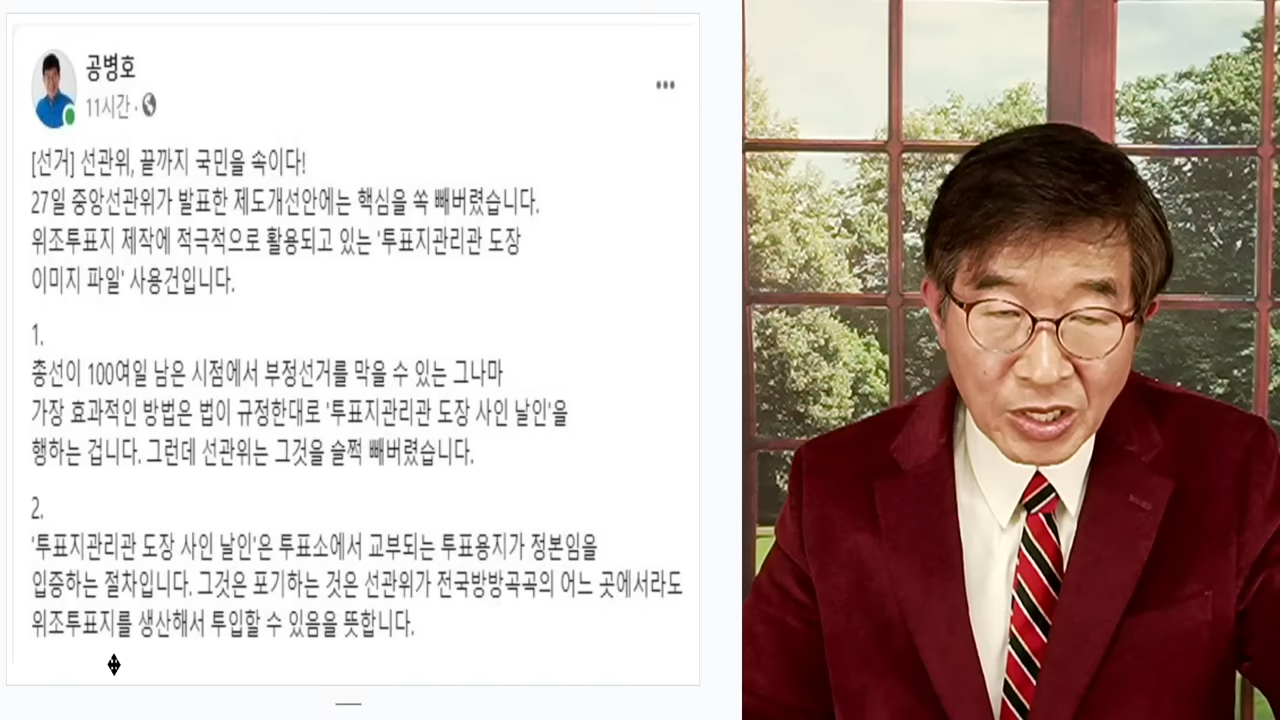 공병호
11시간 ·
[선거] 선관위, 끝까지 국민을 속이다!
27일 중앙선관위가 발표한 제도개선안에는 핵심을 쏙 빼버렸습니다.
위조투표지 제작에 적극적으로 활용되고 있는 '투표지관리관 도장
이미지 파일' 사용건입니다.
1.
총선이 100여일 남은 시점에서 부정선거를 막을 수 있는 그나마
가장 효과적인 방법은 법이 규정한대로 '투표지관리관 도장 사인 날인'을
행하는 겁니다. 그런데 선관위는 그것을 슬쩍 빼버렸습니다.
2.
'투표지관리관 도장 사인 날인'은 투표소에서 교부되는 투표용지가 정본임을
입증하는 절차입니다. 그것은 포기하는 것은 선관위가 전국방방곡곡의 어느 곳에서라도
위조투표지를 생산해서 투입할 수 있음을 뜻합니다.